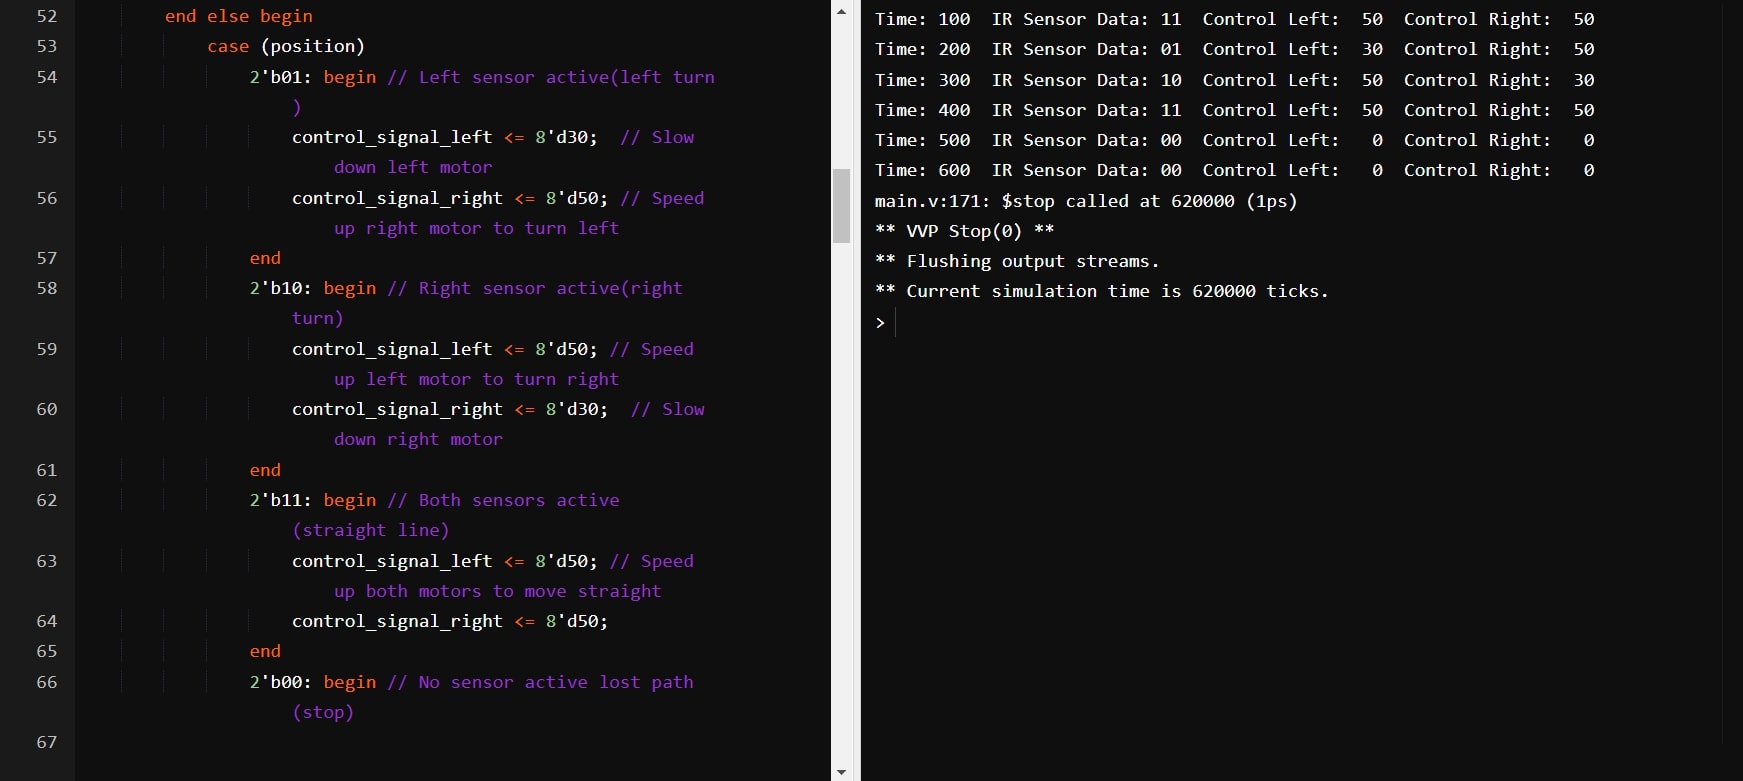 52 end else begin
53 case (position)
54 2'b01: begin // Left sensor active(left turn
)
55 control_signal_left <= 8'd30;  // Slow
down left motor
56 control_signal_right <= 8'd50; // Speed
up right motor to turn left
57 end
58 2'b10: begin // Right sensor active(right
turn)
59 control_signal_left <= 8'd50; // Speed
up left motor to turn right
60 control_signal_right <= 8'd30;  // Slow
down right motor
61 end
62 2'b11: begin // Both sensors active
(straight line)
63 control_signal_left <= 8'd50; // Speed
up both motors to move straight
64 control_signal_right <= 8'd50;
65 end
66 2'b00: begin // No sensor active lost path
(stop)
67
Time: 100  IR Sensor Data: 11  Control Left:  50  Control Right:  50
Time: 200  IR Sensor Data: 01  Control Left:  30  Control Right:  50
Time: 300  IR Sensor Data: 10  Control Left:  50  Control Right:  30
Time: 400  IR Sensor Data: 11  Control Left:  50  Control Right:  50
Time: 500  IR Sensor Data: 00  Control Left:   0  Control Right:   0
Time: 600  IR Sensor Data: 00  Control Left:   0  Control Right:   0
main.v:171: $stop called at 620000 (1ps)
** VVP Stop(0) **
** Flushing output streams.
** Current simulation time is 620000 ticks.
>